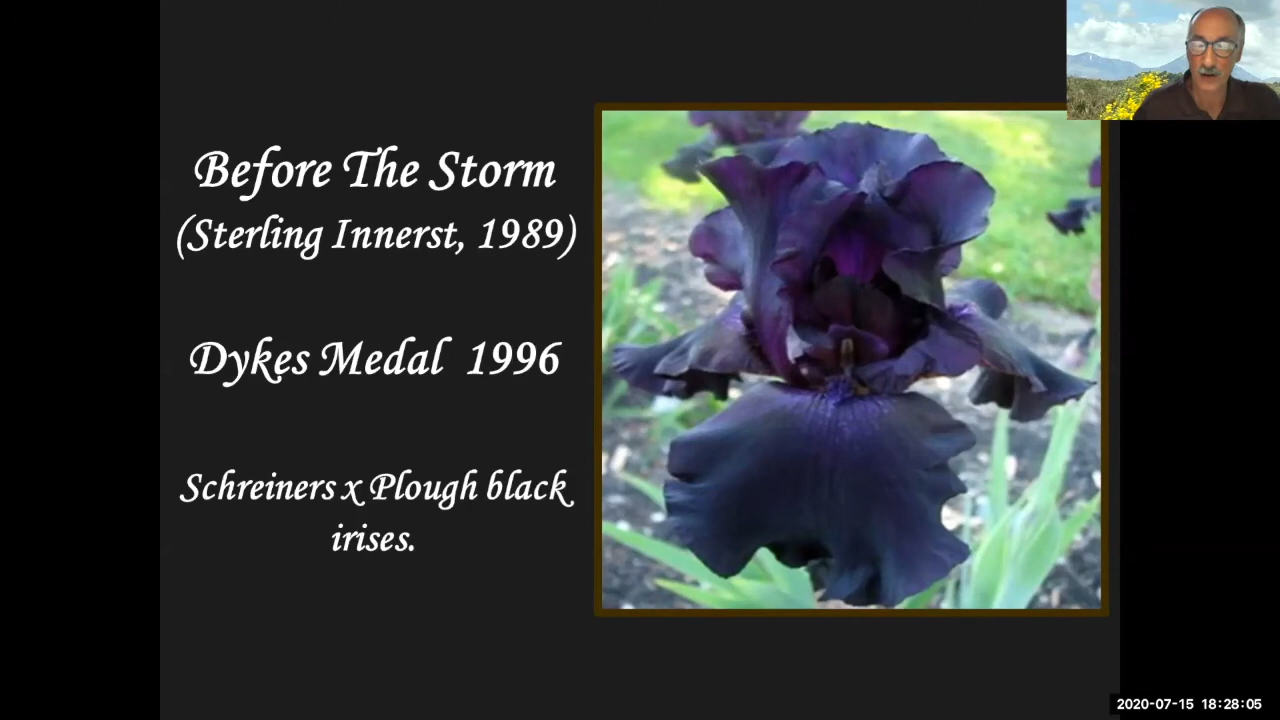 Before The Storm
(Sterling Innerst, 1989)
Dykes Medal 1996
Schreiners x Plough black
irises.
2020-07-15 18:28:05